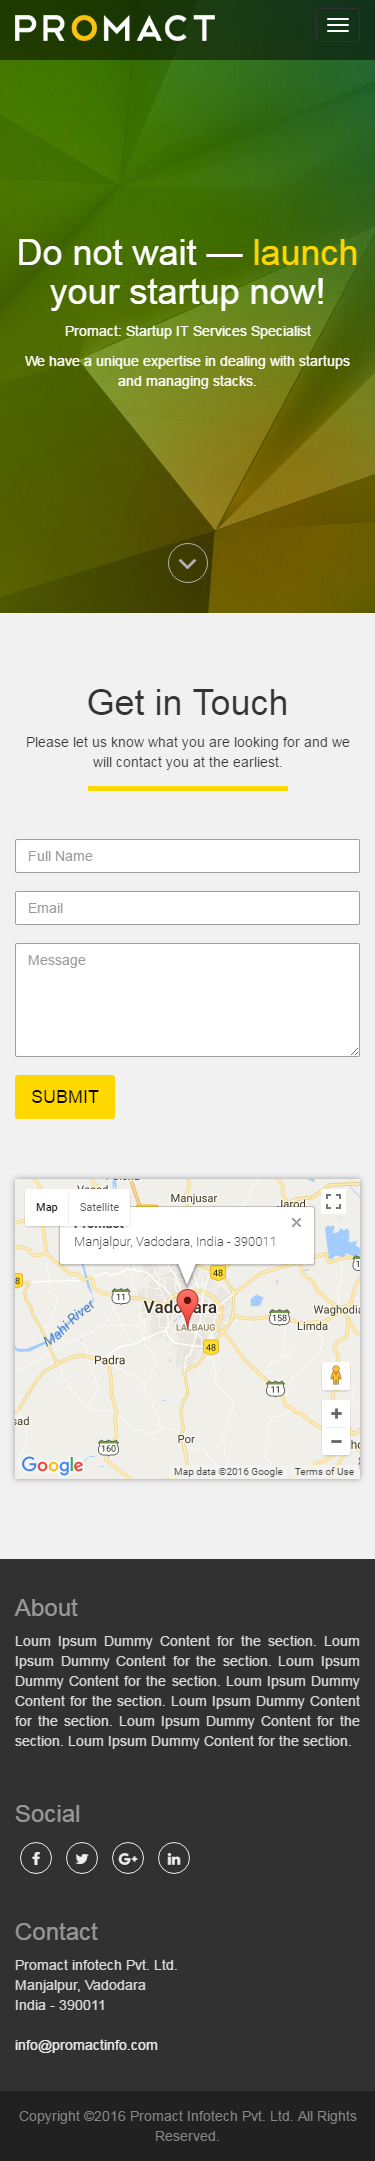 PROMACT
Do not wait — launch
your startup now!
Promact: Startup IT Services Specialist
We have a unique expertise in dealing with startups
and managing stacks.
Get in Touch
Please let us know what you are looking for and we
will contact you at the earliest.
Full Name
Email
Message
SUBMIT
Map
Satellite
Manjusar
Jarod
Promact
Manjalpur, Vadodara, India - 390011
8
48
Vadodara
LALBAUG
158
Waghodia
Limda
Mahi River
48
Padra
11
11
Por
160
Google
Map data ©2016 Google
Terms of Use
About
Loum Ipsum Dummy Content for the section. Loum
Ipsum Dummy Content for the section. Loum Ipsum
Dummy Content for the section. Loum Ipsum Dummy
Content for the section. Loum Ipsum Dummy Content
for the section. Loum Ipsum Dummy Content for the
section. Loum Ipsum Dummy Content for the section.
Social
f
G+
in
Contact
Promact infotech Pvt. Ltd.
Manjalpur, Vadodara
India - 390011
info@promactinfo.com
Copyright ©2016 Promact Infotech Pvt. Ltd. All Rights
Reserved.